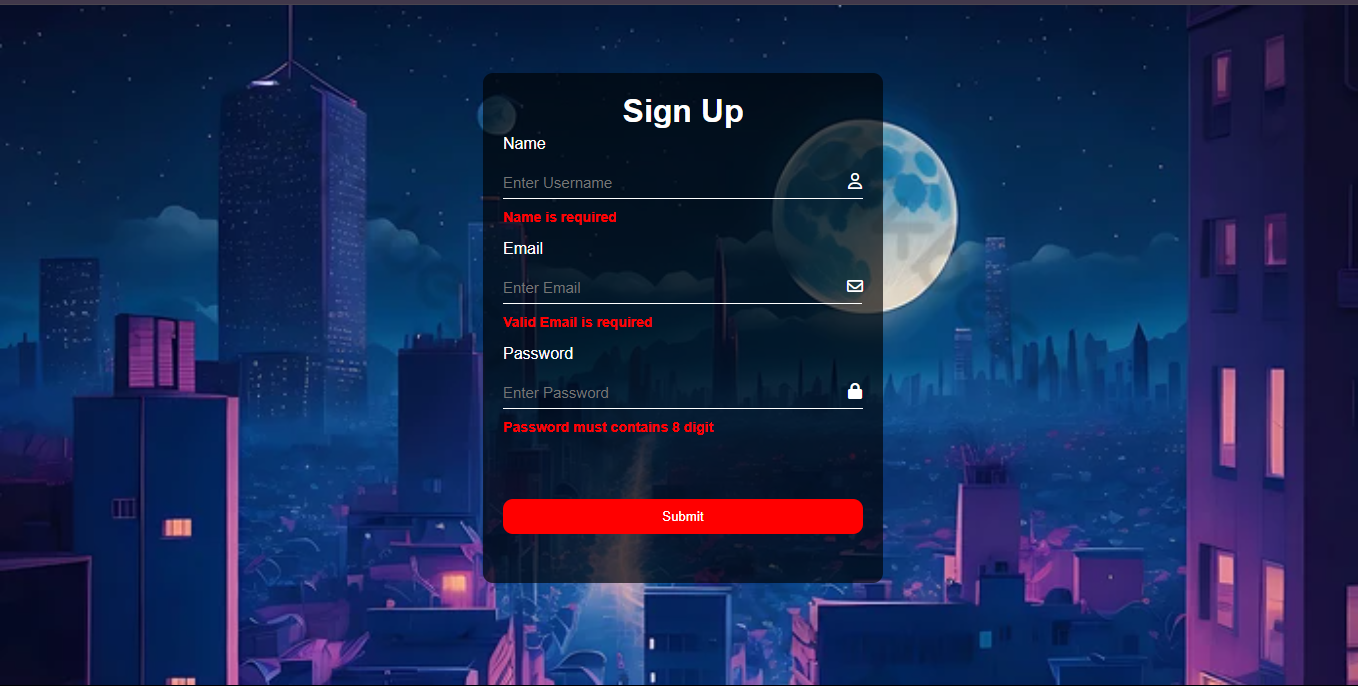 Sign Up
Name
Enter Username
Name is required
Email
Enter Email
Valid Email is required
Password
Enter Password
Password must contains 8 digit
Submit